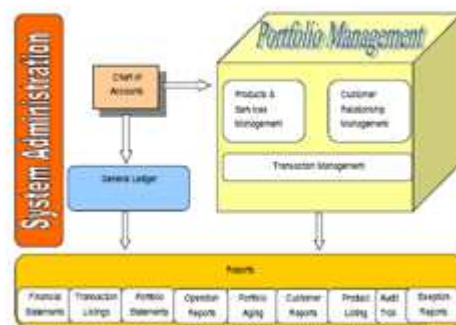 System Administration
Portfolio Management
Chart of
Accounts
Products &
Services
Management
Customer
Relationship
Management
Transaction Management
General Ledger
Reports
Financial
Statements
Transaction
Listings
Portfolio
Statements
Operation
Reports
Portfolio
Aging
Customer
Reports
Product
Listing
Audit
Trail
Exception
Reports